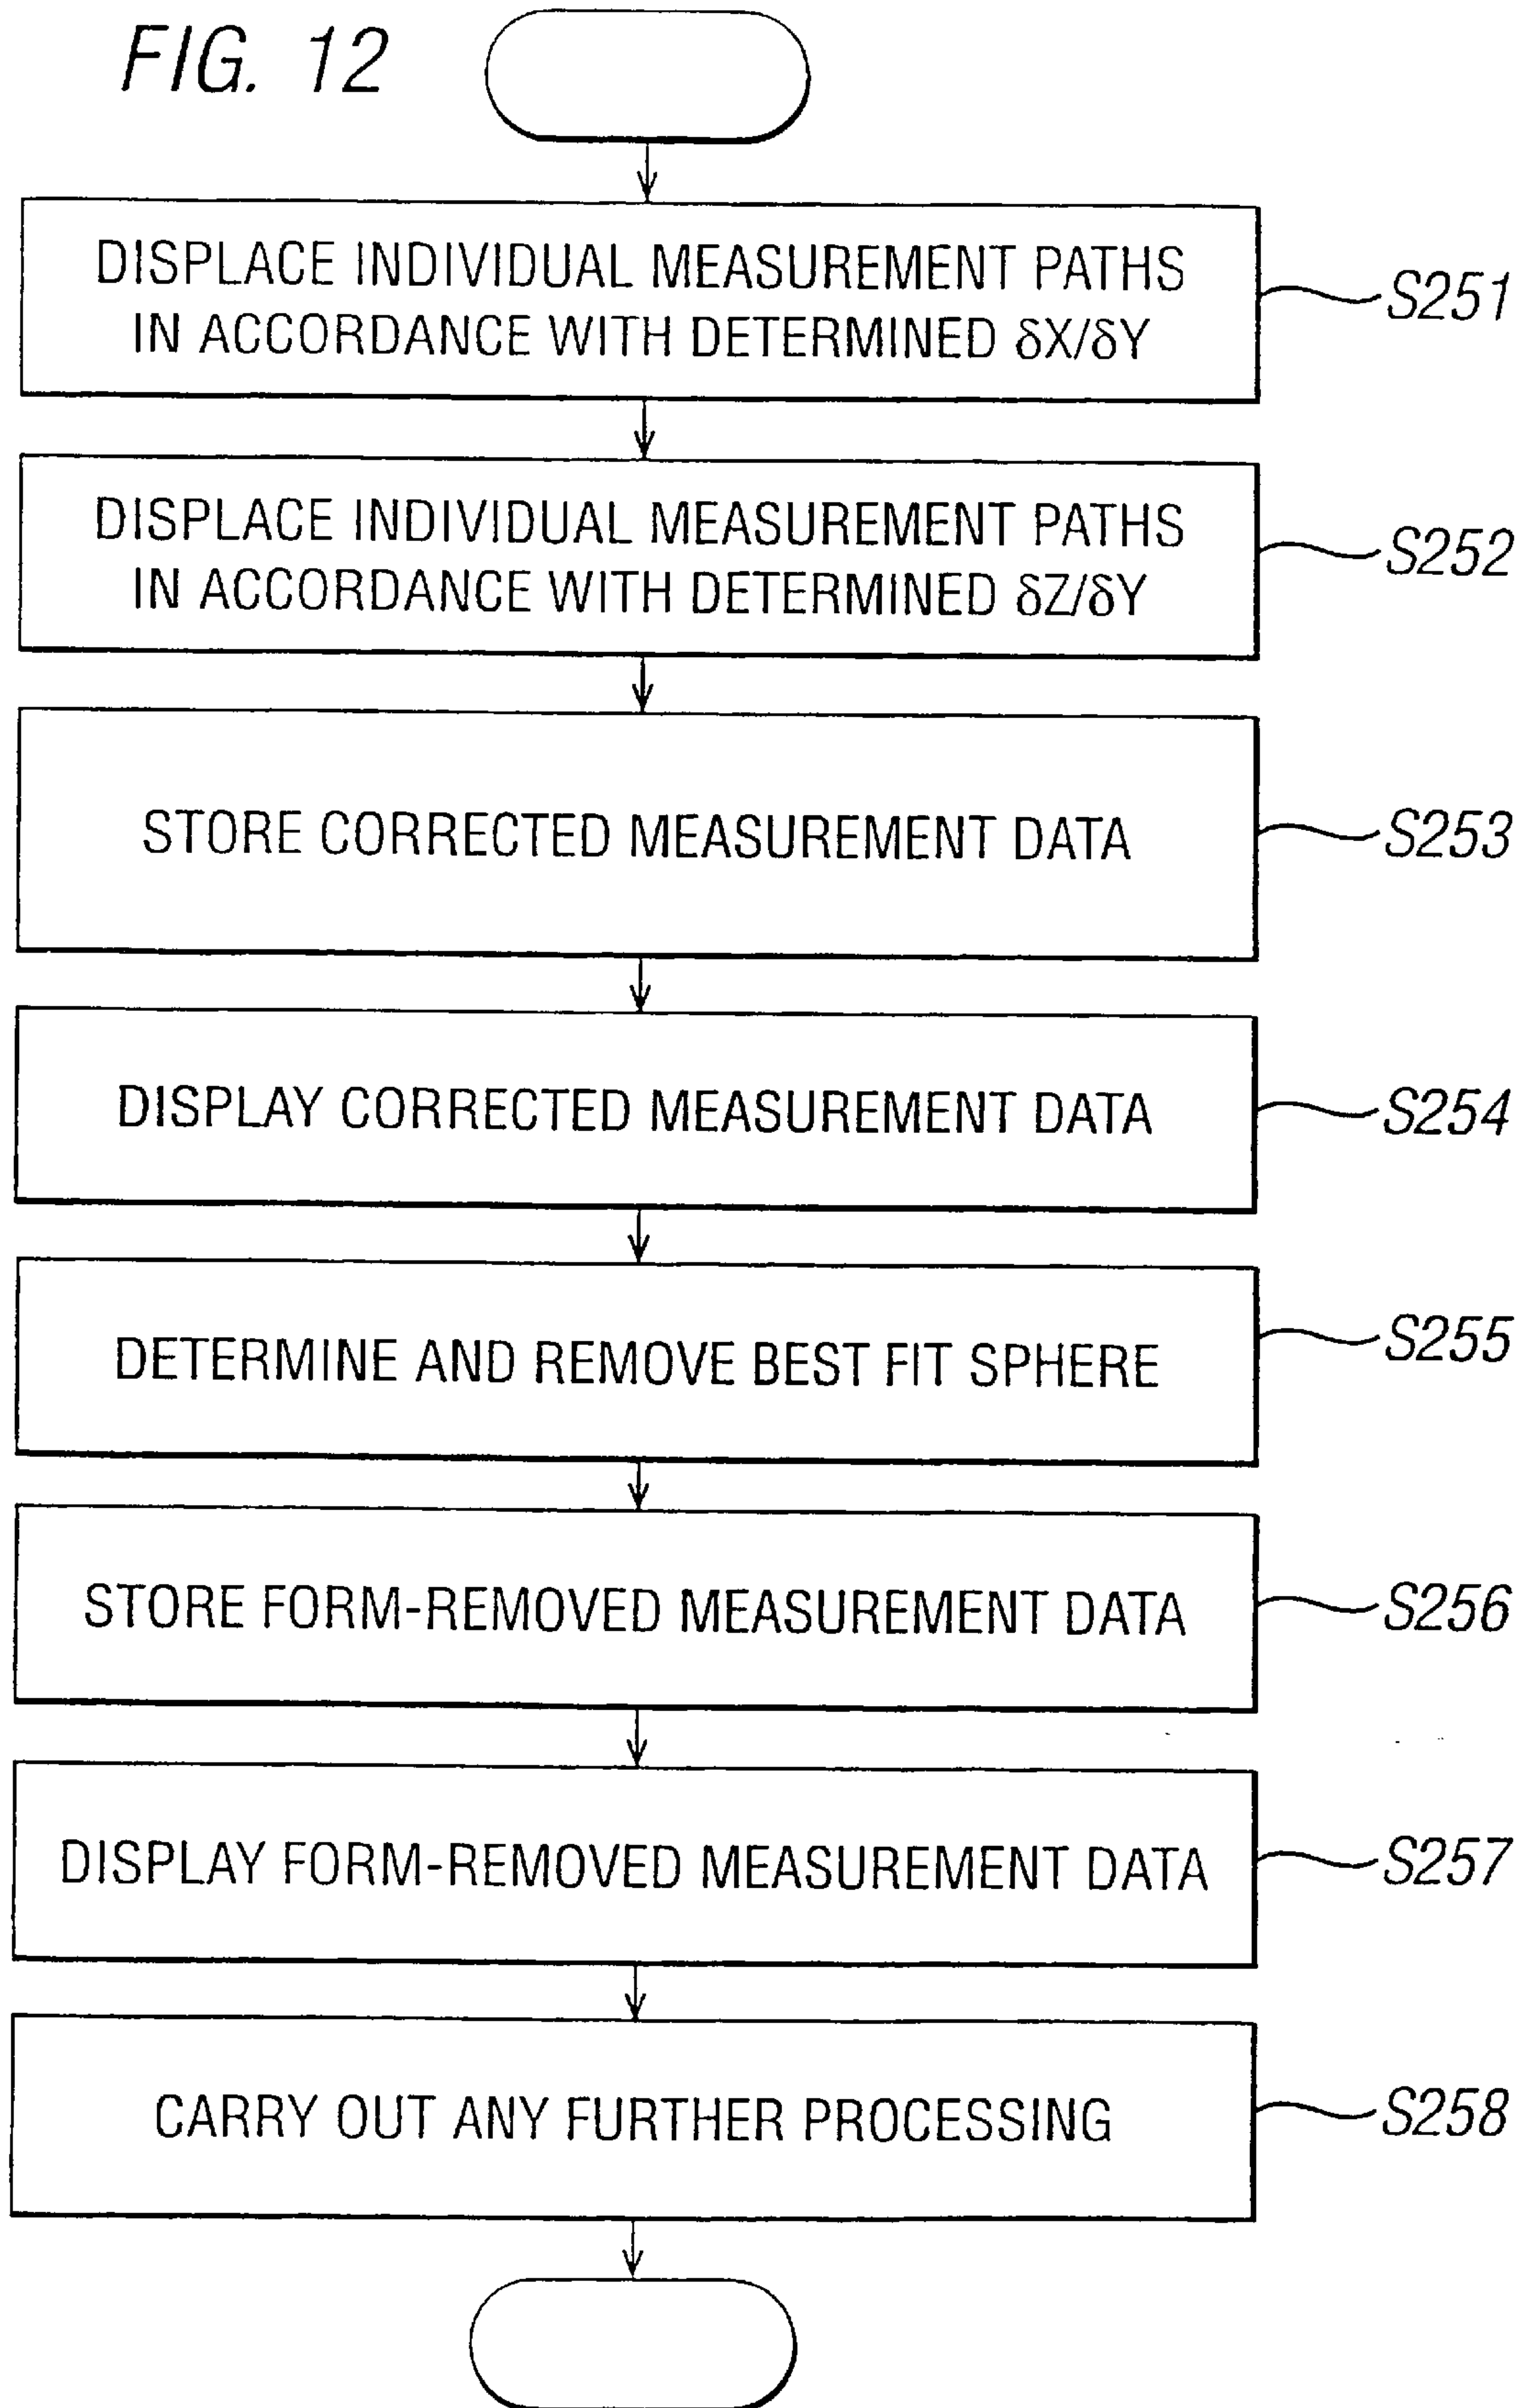 FIG. 12
DISPLACE INDIVIDUAL MEASUREMENT PATHS
IN ACCORDANCE WITH DETERMINED δX/δY
S251
DISPLACE INDIVIDUAL MEASUREMENT PATHS
IN ACCORDANCE WITH DETERMINED δZ/δY
S252
STORE CORRECTED MEASUREMENT DATA
S253
DISPLAY CORRECTED MEASUREMENT DATA
S254
DETERMINE AND REMOVE BEST FIT SPHERE
S255
STORE FORM-REMOVED MEASUREMENT DATA
S256
DISPLAY FORM-REMOVED MEASUREMENT DATA
S257
CARRY OUT ANY FURTHER PROCESSING
S258